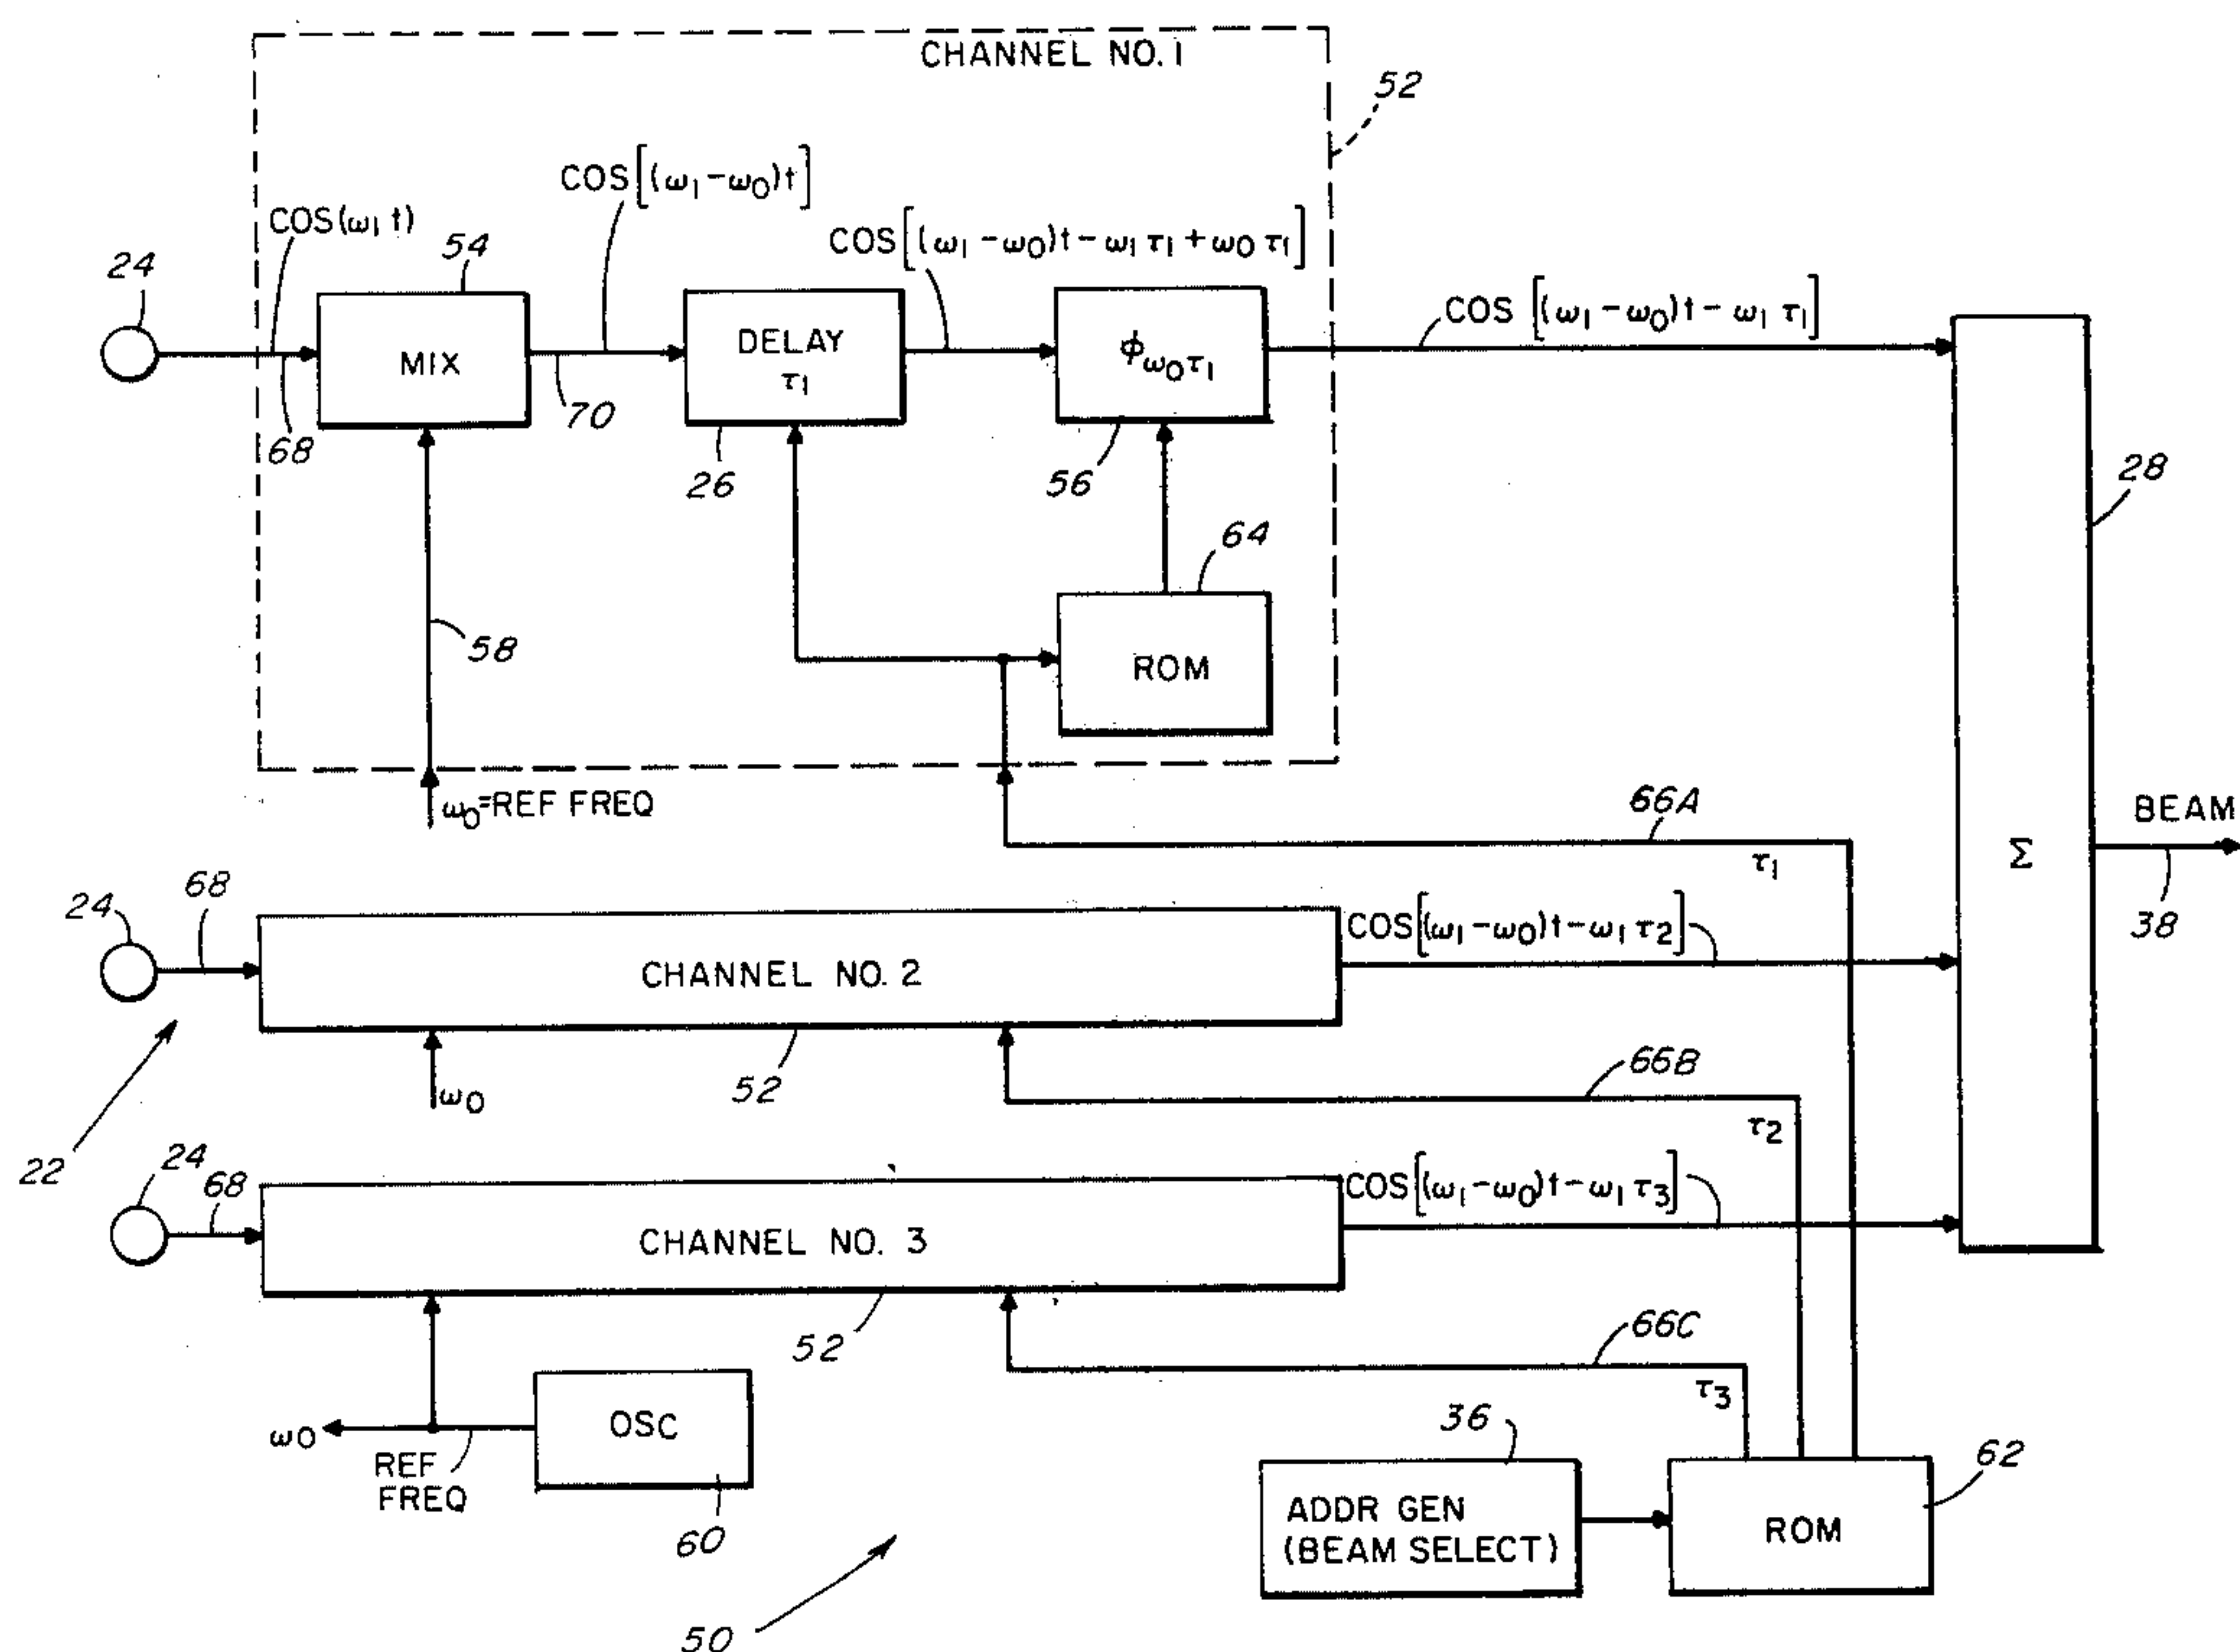 CHANNEL NO. 1
52
COS[(ω1 -ω0)t]
COS(ω1 t)
54
COS[(ω1 -ω0)t - ω1 τ1 + ω0 τ1]
24
COS [(ω1 -ω0)t - ω1 τ1]
MIX
DELAY
τ1
ϕω0τ1
68
70
26
56
28
64
58
ROM
ω0=REF FREQ
66A
BEAM
τ1
Σ
68
24
COS[(ω1 -ω0)t - ω1 τ2]
38
CHANNEL NO. 2
66B
52
ω0
τ2
22
24
68
COS[(ω1 -ω0)t - ω1 τ3]
CHANNEL NO. 3
66C
52
τ3
36
OSC
ω0
REF
FREQ
62
ADDR GEN
(BEAM SELECT)
ROM
60
50